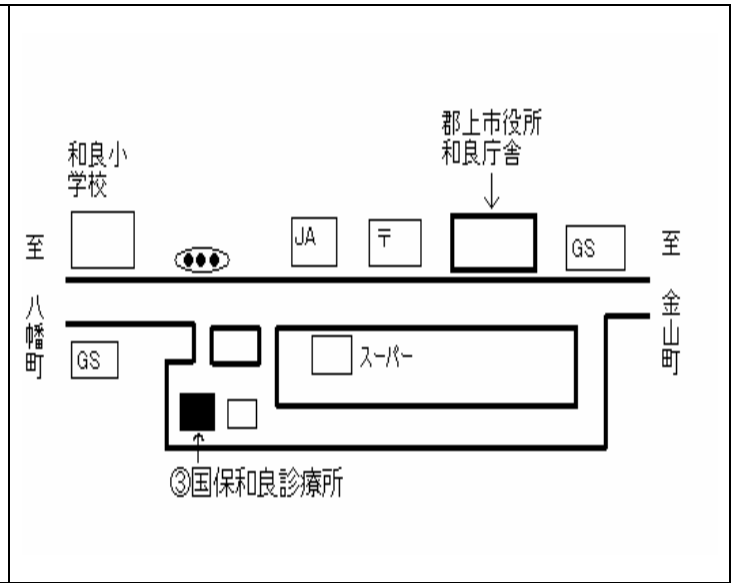 郡上市役所
和良庁舎
和良小
学校
JA
〒
GS
至 八幡町
至 金山町
GS
スーパー
③国保和良診療所